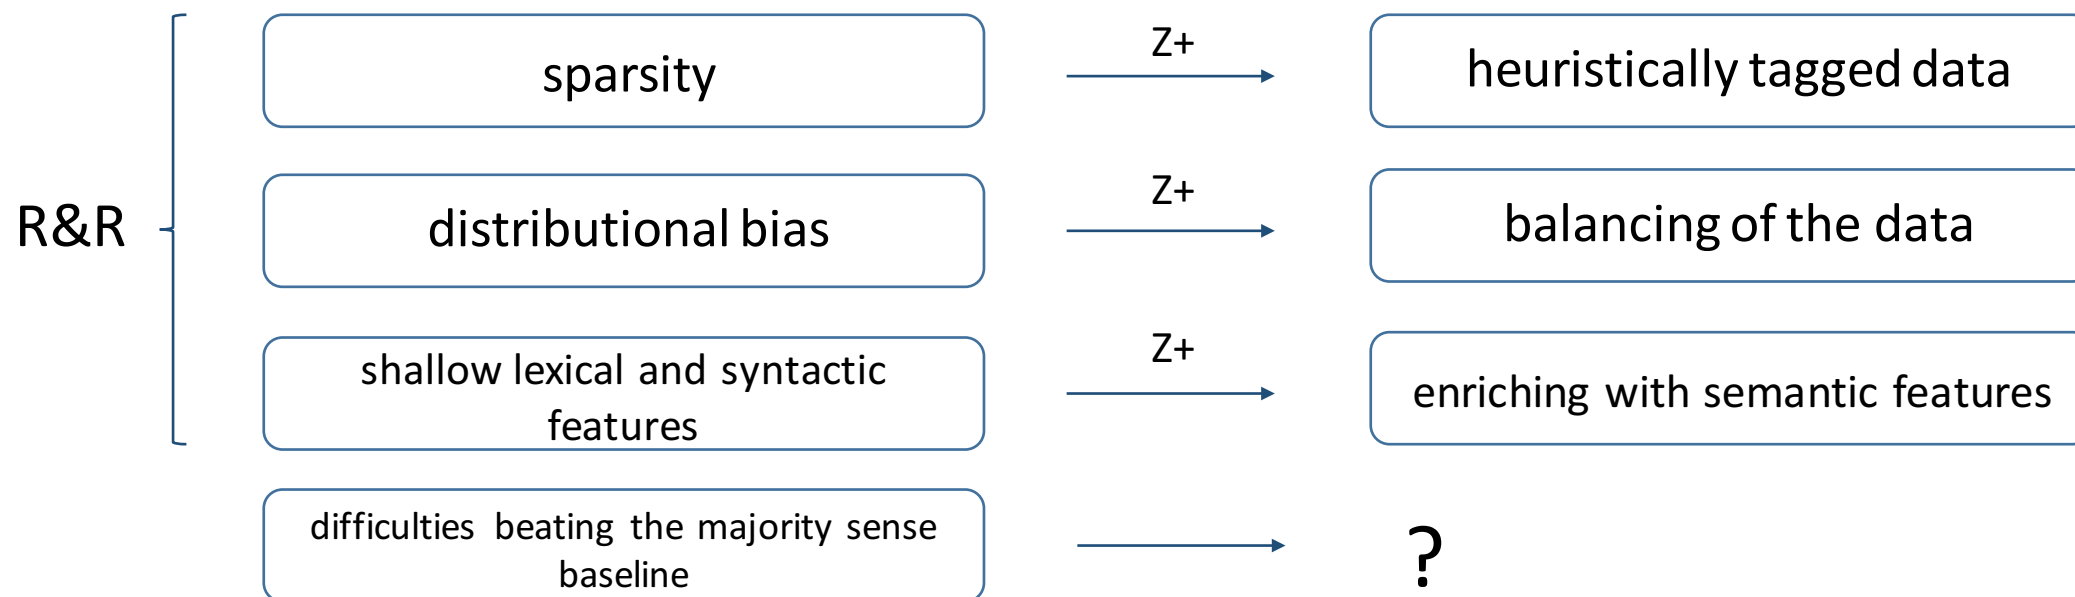 sparsity
Z+
heuristically tagged data
R&R
distributional bias
Z+
balancing of the data
shallow lexical and syntactic
features
Z+
enriching with semantic features
difficulties beating the majority sense
baseline
?